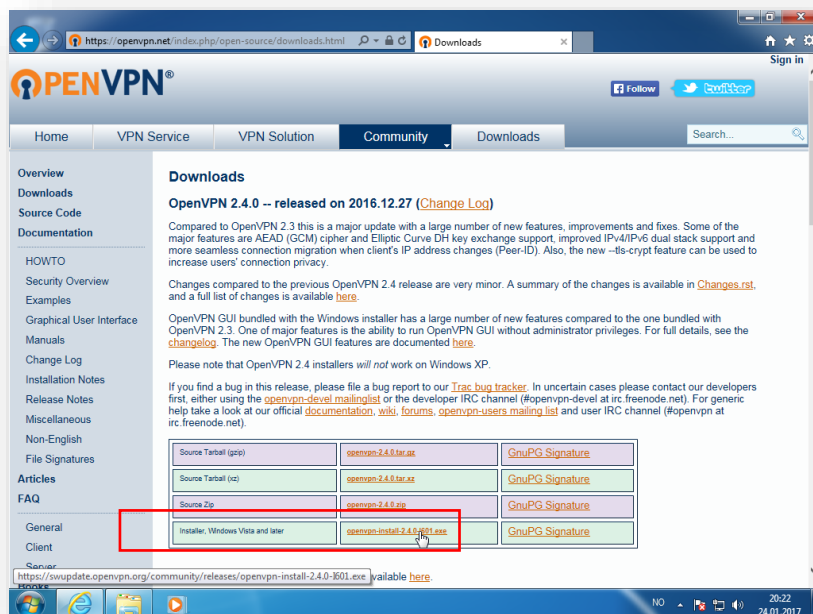 https://openvpn.net/index.php/open-source/downloads.html
Downloads
Sign in
OPENVPN®
Follow
twitter
Home
VPN Service
VPN Solution
Community
Downloads
Search...
Overview
Downloads
Source Code
Documentation
HOWTO
Security Overview
Examples
Graphical User Interface
Manuals
Change Log
Installation Notes
Release Notes
Miscellaneous
Non-English
File Signatures
Articles
FAQ
General
Client
Server
Books
Downloads
OpenVPN 2.4.0 -- released on 2016.12.27 (Change Log)
Compared to OpenVPN 2.3 this is a major update with a large number of new features, improvements and fixes. Some of the
major features are AEAD (GCM) cipher and Elliptic Curve DH key exchange support, improved IPv4/IPv6 dual stack support and
more seamless connection migration when client's IP address changes (Peer-ID). Also, the new --tls-crypt feature can be used to
increase users' connection privacy.
Changes compared to the previous OpenVPN 2.4 release are very minor. A summary of the changes is available in Changes.rst,
and a full list of changes is available here.
OpenVPN GUI bundled with the Windows installer has a large number of new features compared to the one bundled with
OpenVPN 2.3. One of major features is the ability to run OpenVPN GUI without administrator privileges. For full details, see the
changelog. The new OpenVPN GUI features are documented here.
Please note that OpenVPN 2.4 installers will not work on Windows XP.
If you find a bug in this release, please file a bug report to our Trac bug tracker. In uncertain cases please contact our developers
first, either using the openvpn-devel mailinglist or the developer IRC channel (#openvpn-devel at irc.freenode.net). For generic
help take a look at our official documentation, wiki, forums, openvpn-users mailing list and user IRC channel (#openvpn at
irc.freenode.net).
Source Tarball (gzip) openvpn-2.4.0.tar.gz GnuPG Signature
Source Tarball (xz) openvpn-2.4.0.tar.xz GnuPG Signature
Source Zip openvpn-2.4.0.zip GnuPG Signature
Installer, Windows Vista and later openvpn-install-2.4.0-I601.exe GnuPG Signature
https://swupdate.openvpn.org/community/releases/openvpn-install-2.4.0-I601.exe
vailable here.
NO
20:22
24.01.2017